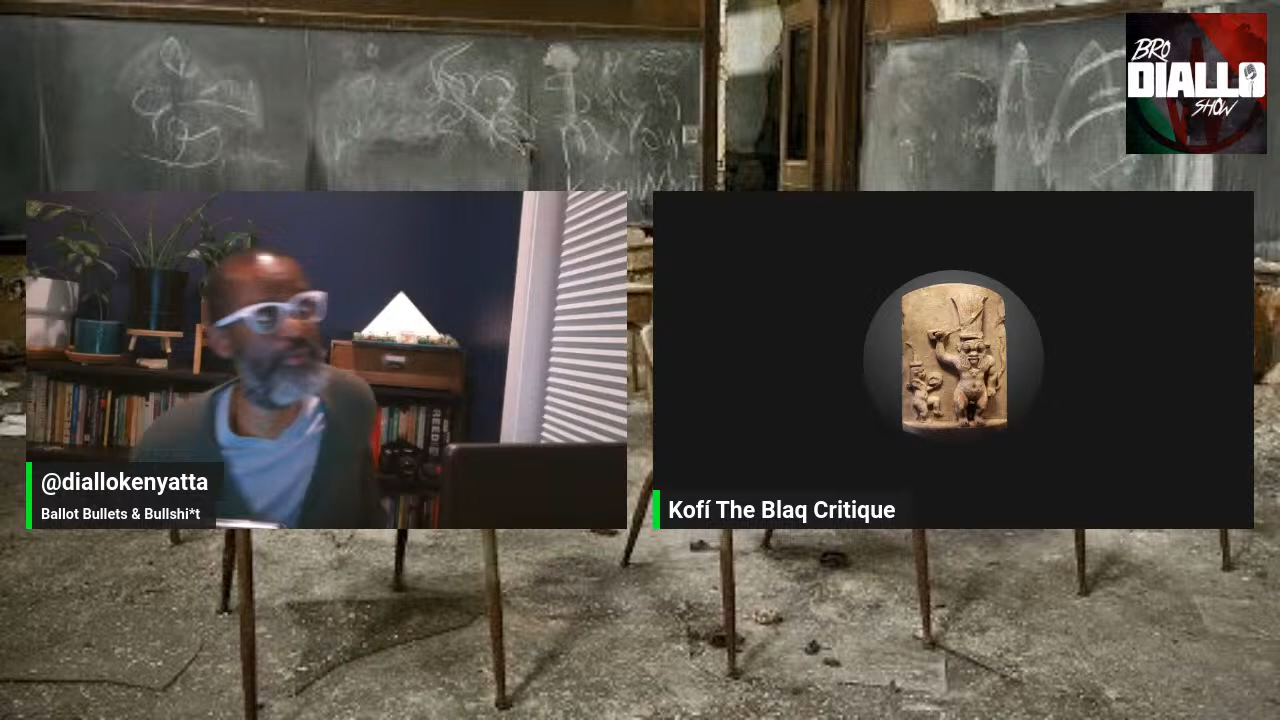 BRO
DIALLO
SHOW
@diallokenyatta
Ballot Bullets & Bullshi*t
Kofí The Blaq Critique